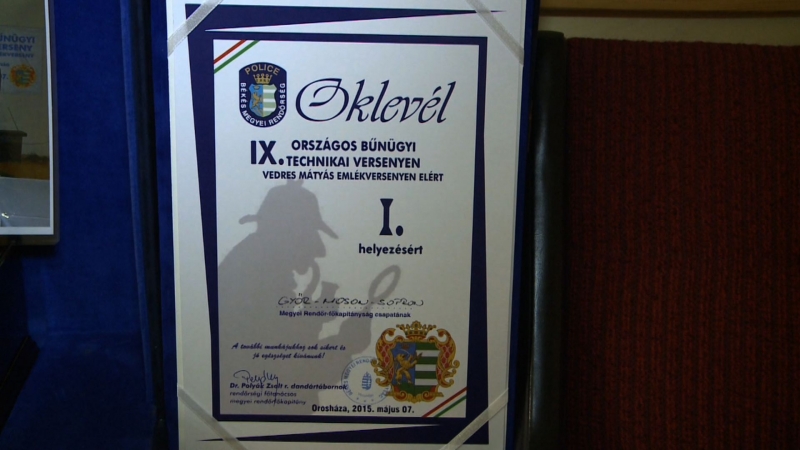 POLICE
BÉKÉS MEGYEI RENDŐRSÉG
Oklevél
IX. ORSZÁGOS BŰNÜGYI
TECHNIKAI VERSENYEN
VEDRES MÁTYÁS EMLÉKVERSENYEN ELÉRT
I.
helyezésért
GYŐR-MOSON-SOPRON
Megyei Rendőr-főkapitányság csapatának
A további munkájukhoz sok sikert és
jó egészséget kívánunk!
Dr. Polyák Zsolt r. dandártábornok
rendőrségi főtanácsos
megyei rendőrfőkapitány
Orosháza, 2015. május 07.